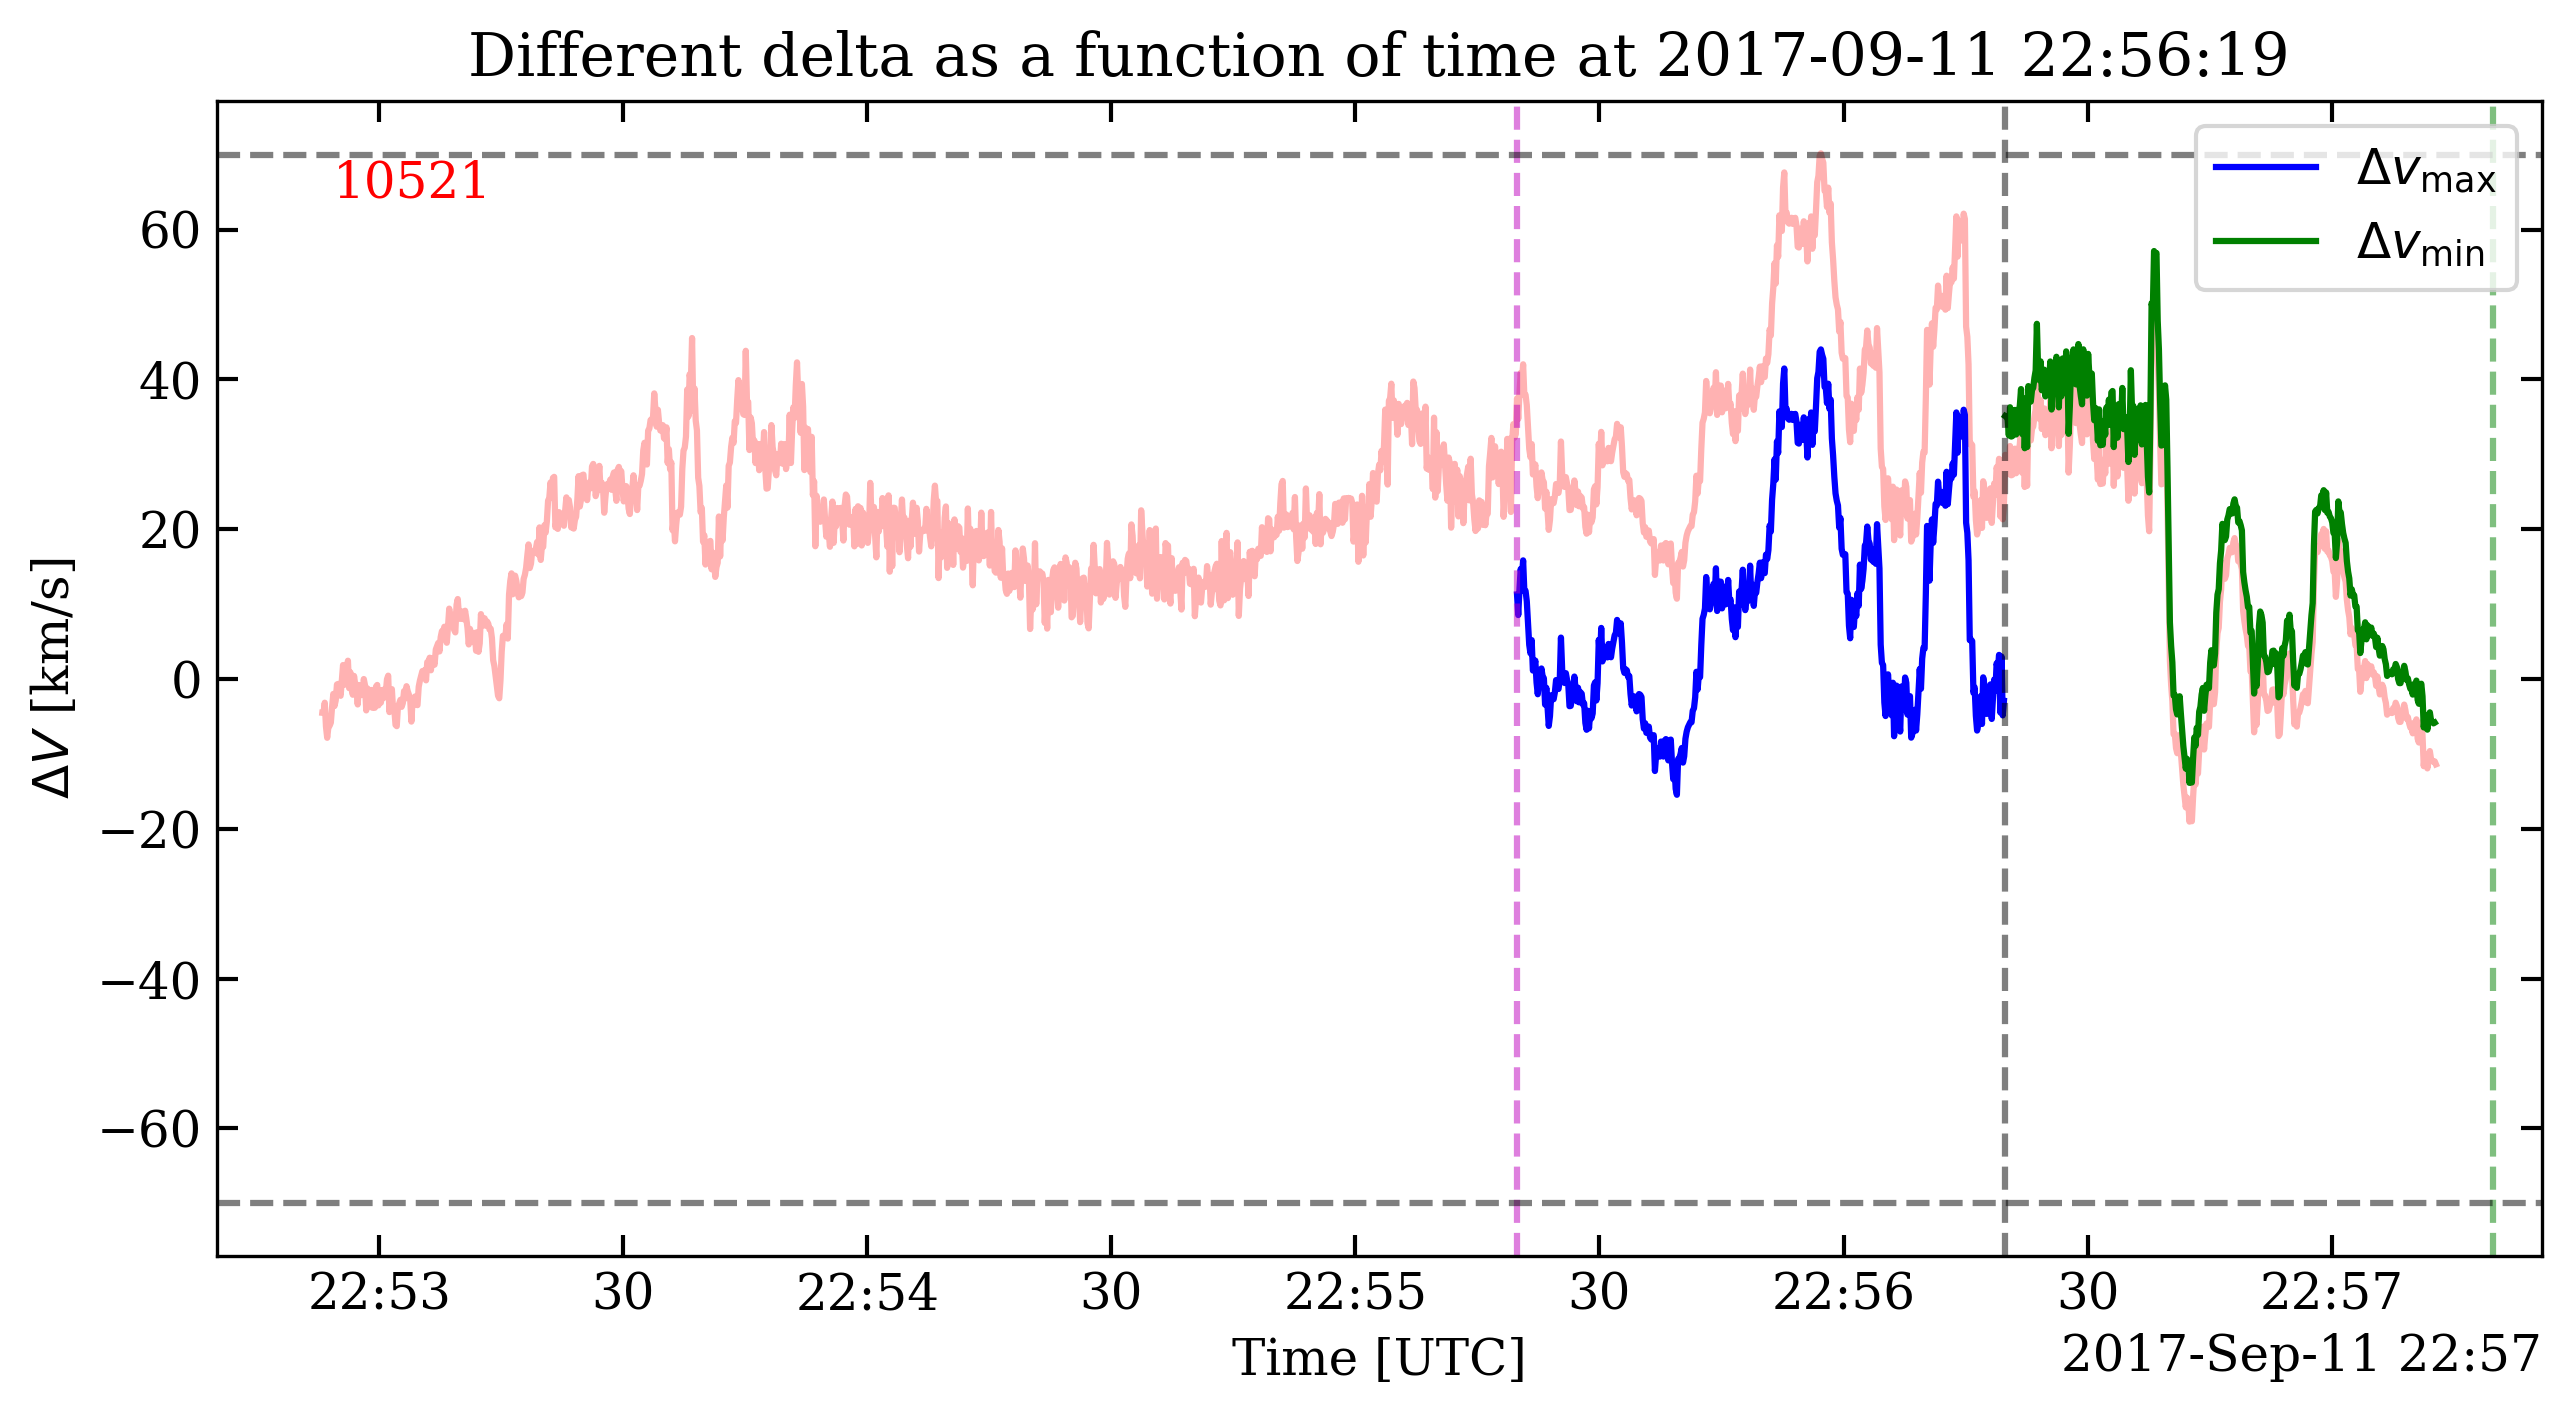 Different delta as a function of time at 2017-09-11 22:56:19
10521
Δv_max
Δv_min
60
40
20
0
−20
−40
−60
ΔV [km/s]
22:53 30 22:54 30 22:55 30 22:56 30 22:57
Time [UTC]
2017-Sep-11 22:57